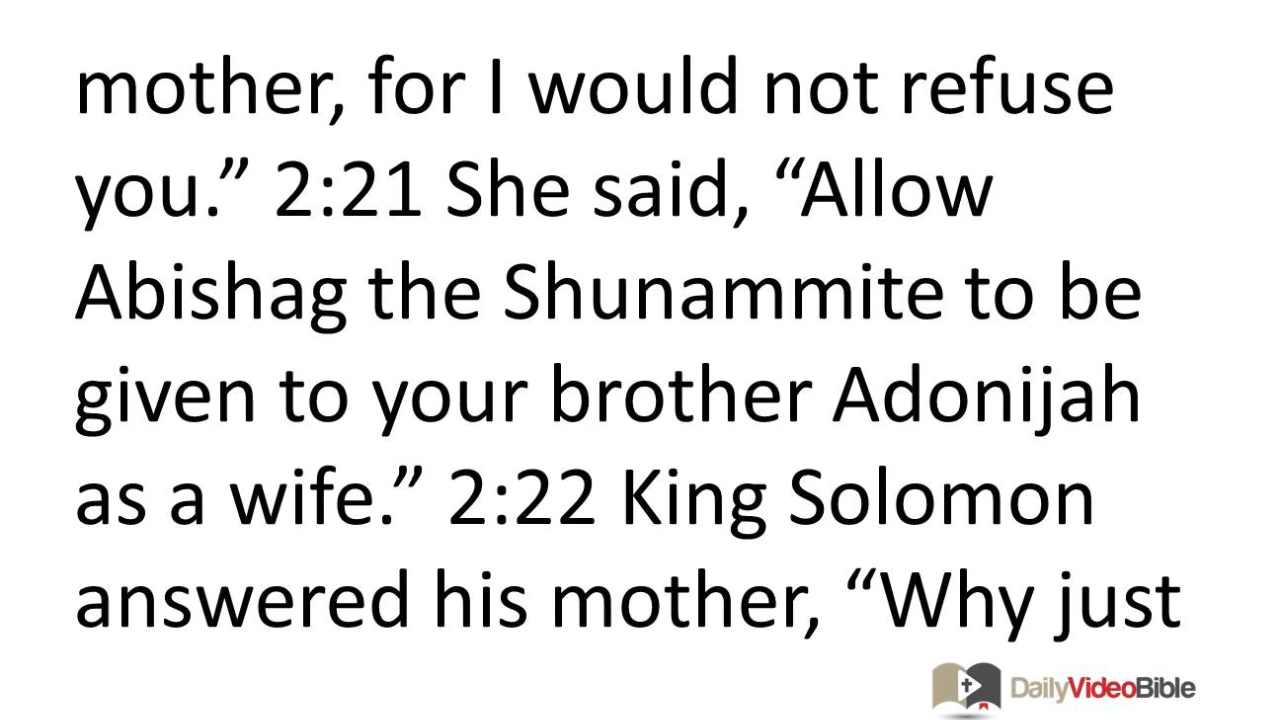 mother, for I would not refuse
you.” 2:21 She said, “Allow
Abishag the Shunammite to be
given to your brother Adonijah
as a wife.” 2:22 King Solomon
answered his mother, “Why just
DailyVideoBible